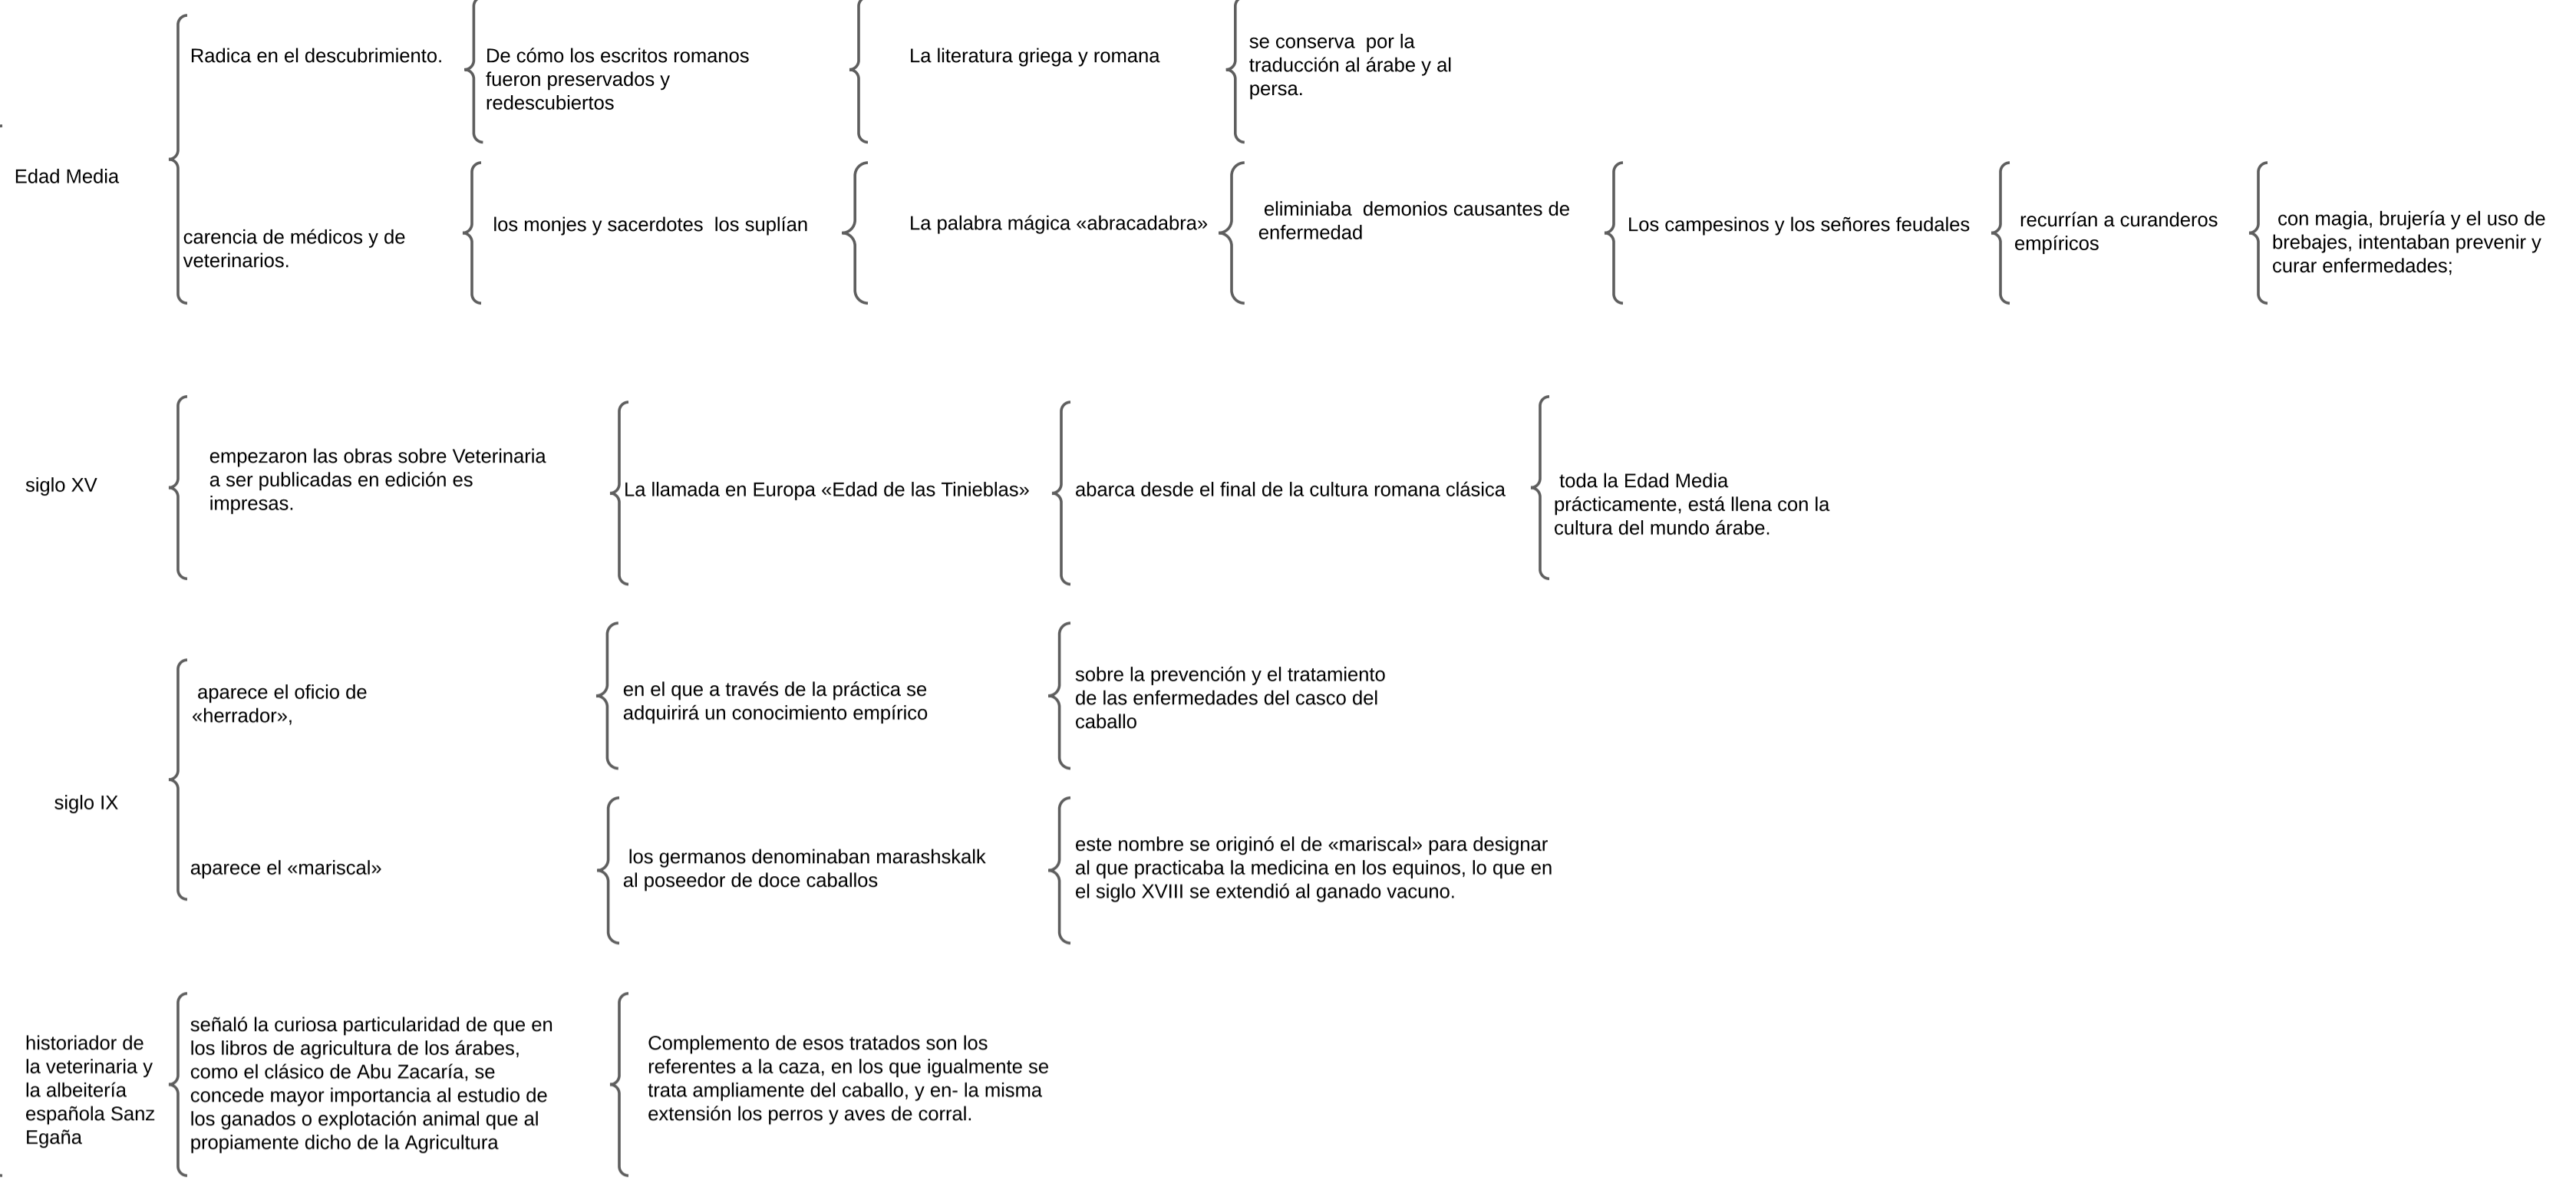 Edad Media
Radica en el descubrimiento.
De cómo los escritos romanos
fueron preservados y
redescubiertos
La literatura griega y romana
se conserva  por la
traducción al árabe y al
persa.
carencia de médicos y de
veterinarios.
los monjes y sacerdotes  los suplían
La palabra mágica «abracadabra»
eliminiaba  demonios causantes de
enfermedad
Los campesinos y los señores feudales
recurrían a curanderos
empíricos
con magia, brujería y el uso de
brebajes, intentaban prevenir y
curar enfermedades;
siglo XV
empezaron las obras sobre Veterinaria
a ser publicadas en edición es
impresas.
La llamada en Europa «Edad de las Tinieblas»
abarca desde el final de la cultura romana clásica
toda la Edad Media
prácticamente, está llena con la
cultura del mundo árabe.
siglo IX
aparece el oficio de
«herrador»,
en el que a través de la práctica se
adquirirá un conocimiento empírico
sobre la prevención y el tratamiento
de las enfermedades del casco del
caballo
aparece el «mariscal»
los germanos denominaban marashskalk
al poseedor de doce caballos
este nombre se originó el de «mariscal» para designar
al que practicaba la medicina en los equinos, lo que en
el siglo XVIII se extendió al ganado vacuno.
historiador de
la veterinaria y
la albeitería
española Sanz
Egaña
señaló la curiosa particularidad de que en
los libros de agricultura de los árabes,
como el clásico de Abu Zacaría, se
concede mayor importancia al estudio de
los ganados o explotación animal que al
propiamente dicho de la Agricultura
Complemento de esos tratados son los
referentes a la caza, en los que igualmente se
trata ampliamente del caballo, y en- la misma
extensión los perros y aves de corral.